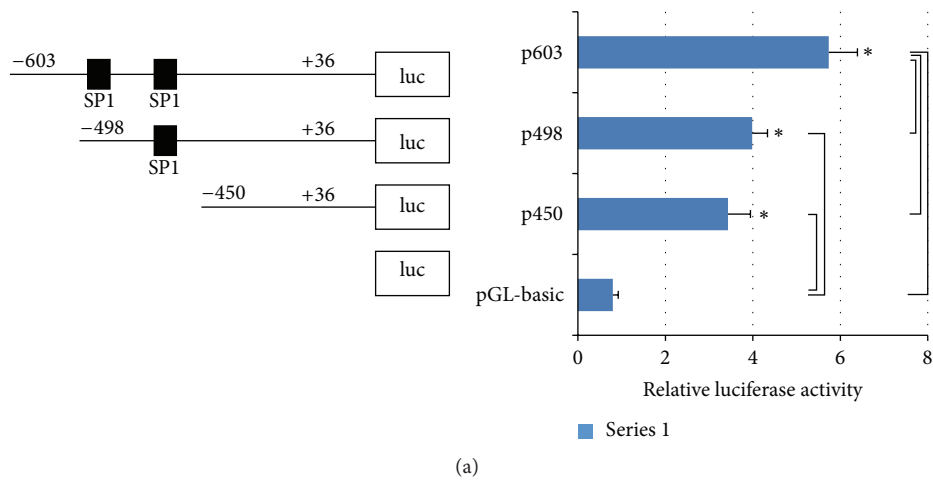 −603
+36
luc
SP1
SP1
−498
+36
luc
SP1
−450
+36
luc
luc
p603
*
p498
*
p450
*
pGL-basic
0 2 4 6 8
Relative luciferase activity
Series 1
(a)